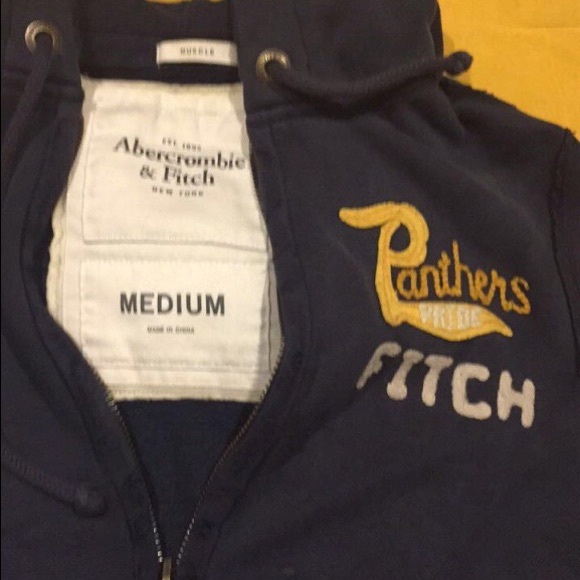 MUSCLE
EST. 1892
Abercrombie
& Fitch
NEW YORK
MEDIUM
MADE IN CHINA
Panthers
PRIDE
FITCH